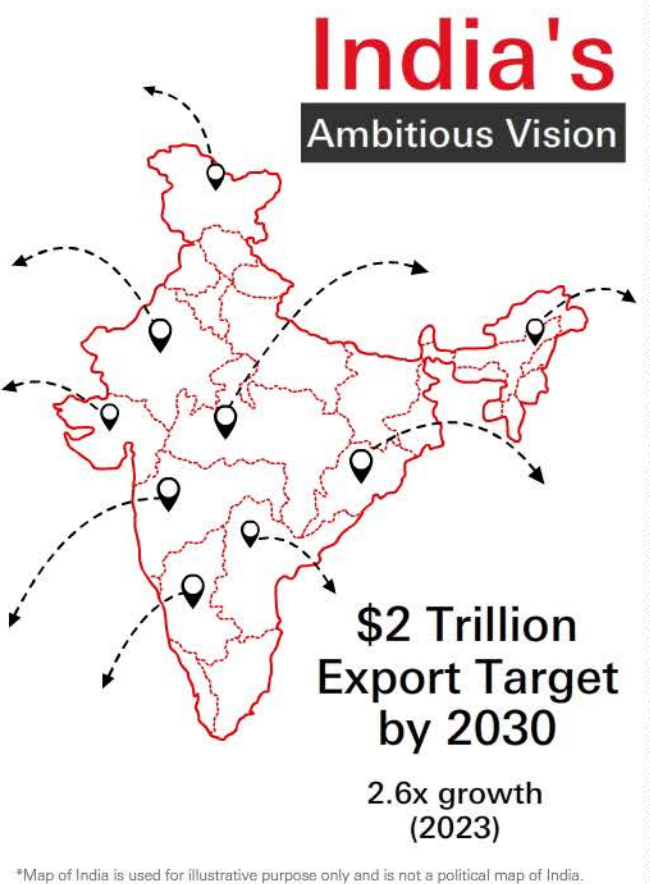 India's
Ambitious Vision
$2 Trillion
Export Target
by 2030
2.6x growth
(2023)
*Map of India is used for illustrative purpose only and is not a political map of India.